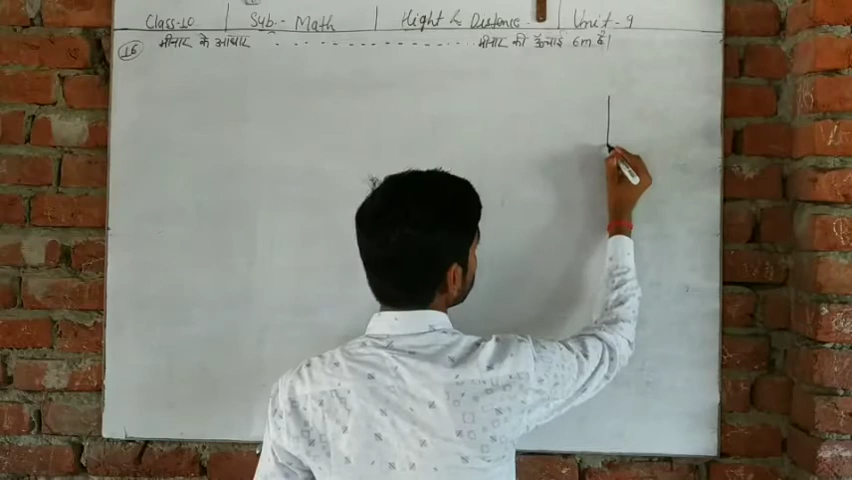 Class-10 Sub:- Math Hight & Distance Unit-9
16 मीनार के आधार - - - - - - - - - - मीनार की ऊँचाई 6m है।